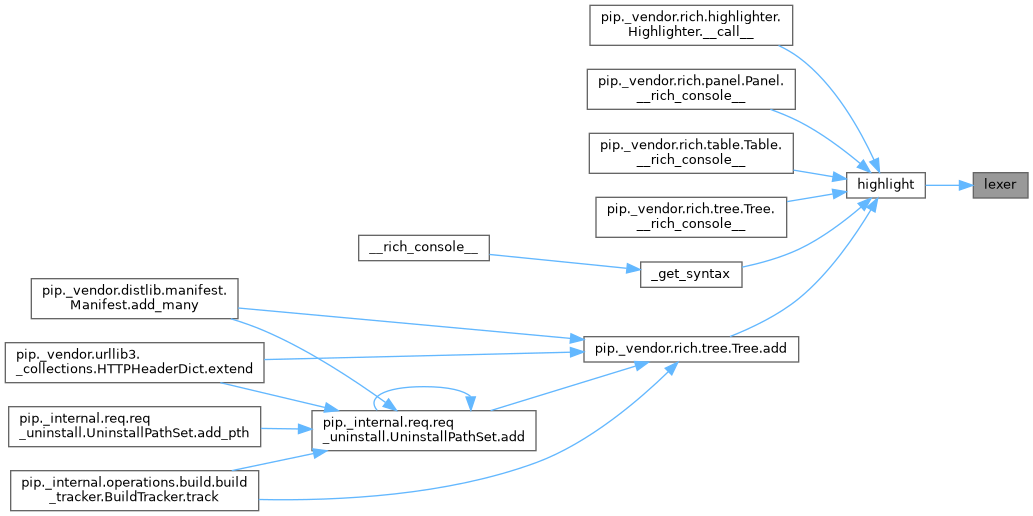 pip._vendor.rich.highlighter.
Highlighter.__call__
pip._vendor.rich.panel.Panel.
__rich_console__
pip._vendor.rich.table.Table.
__rich_console__
highlight
lexer
pip._vendor.rich.tree.Tree.
__rich_console__
__rich_console__
_get_syntax
pip._vendor.distlib.manifest.
Manifest.add_many
pip._vendor.urllib3.
_collections.HTTPHeaderDict.extend
pip._vendor.rich.tree.Tree.add
pip._internal.req.req
_uninstall.UninstallPathSet.add_pth
pip._internal.req.req
_uninstall.UninstallPathSet.add
pip._internal.operations.build.build
_tracker.BuildTracker.track